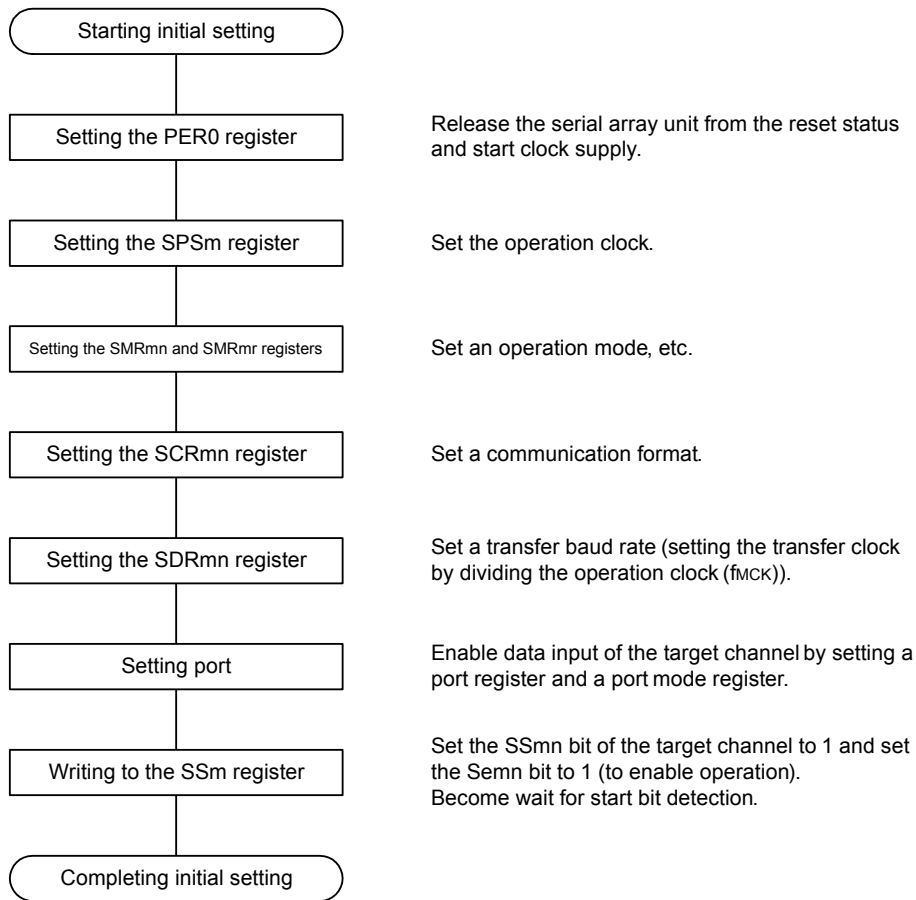 Starting initial setting
Setting the PER0 register
Release the serial array unit from the reset status
and start clock supply.
Setting the SPSm register
Set the operation clock.
Setting the SMRmn and SMRmr registers
Set an operation mode, etc.
Setting the SCRmn register
Set a communication format.
Setting the SDRmn register
Set a transfer baud rate (setting the transfer clock
by dividing the operation clock (fMCK)).
Setting port
Enable data input of the target channel by setting a
port register and a port mode register.
Writing to the SSm register
Set the SSmn bit of the target channel to 1 and set
the Semn bit to 1 (to enable operation).
Become wait for start bit detection.
Completing initial setting